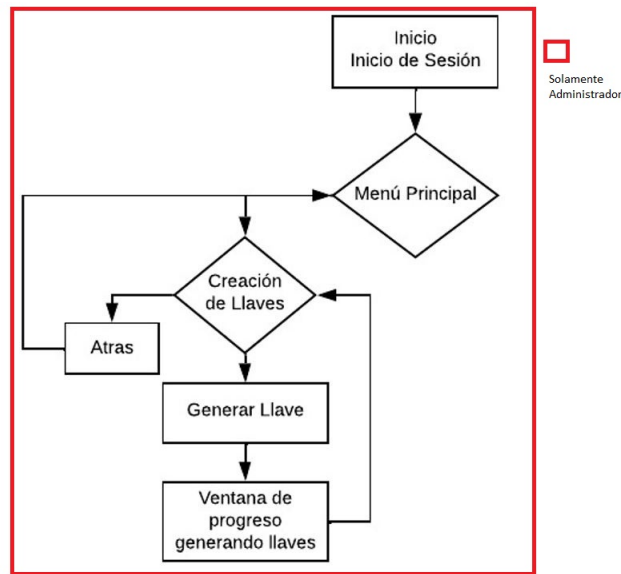 Inicio
Inicio de Sesión
Solamente
Administrador
Menú Principal
Creación
de Llaves
Atras
Generar Llave
Ventana de
progreso
generando llaves